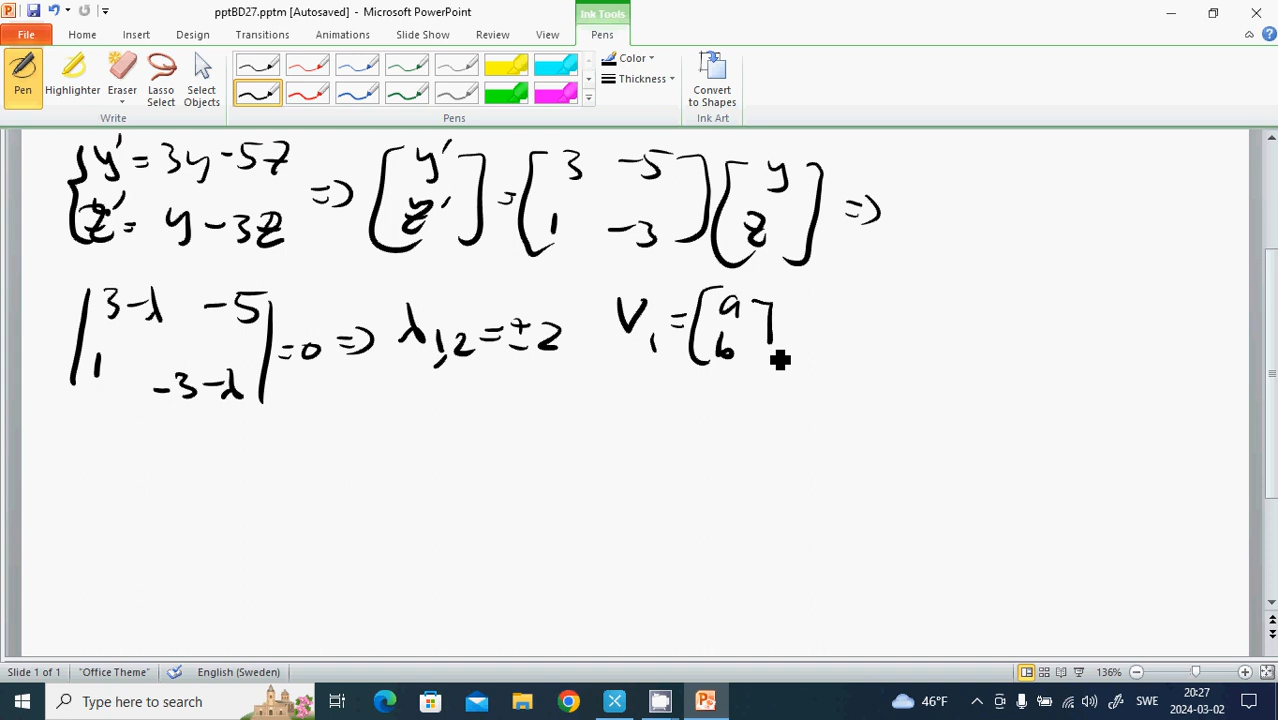 pptBD27.pptm [Autosaved] - Microsoft PowerPoint
Ink Tools
File Home Insert Design Transitions Animations Slide Show Review View Pens
Pen Highlighter Eraser Lasso Select Select Objects
Color
Thickness
Convert to Shapes
Write Pens Ink Art
{y' = 3y - 5z => [y' = [3 -5 [y =>
z' = y - 3z z'] 1 -3] z]
|3-λ -5| = 0 => λ1,2 = ±2 V1 = [a
1 -3-λ b]
Slide 1 of 1 "Office Theme" English (Sweden) 136%
Type here to search 46°F SWE 20:27
2024-03-02